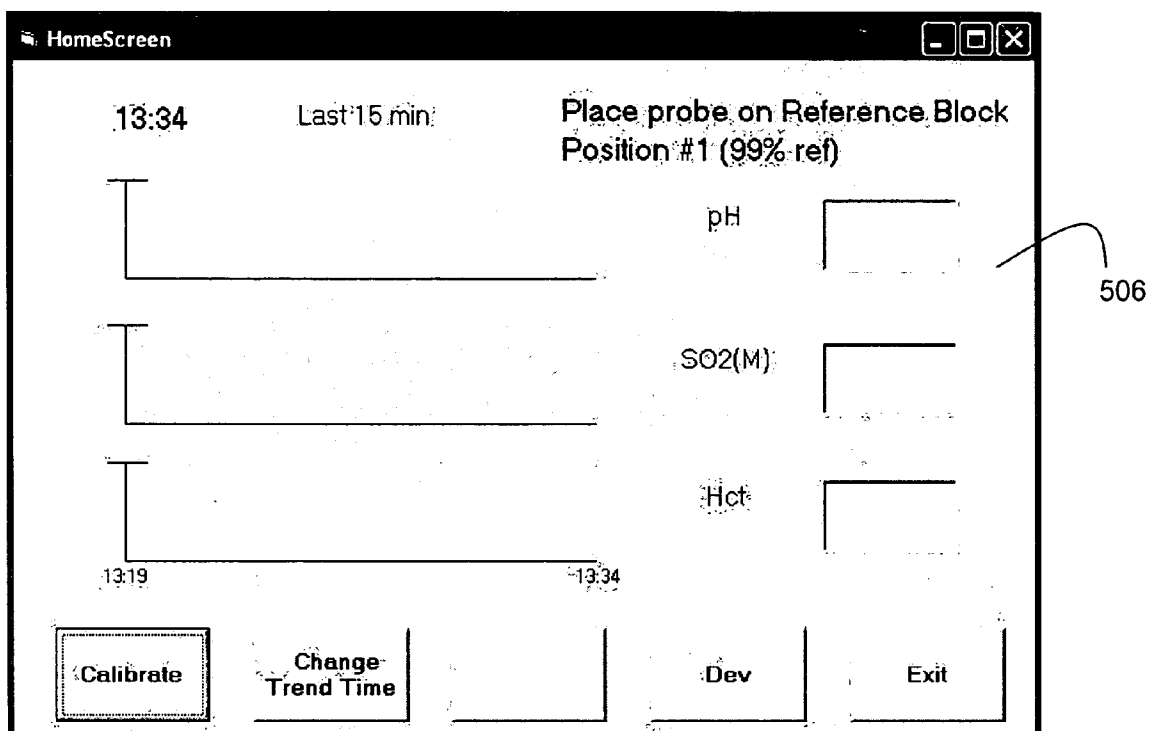 HomeScreen
13:34 Last 15 min Place probe on Reference Block
Position #1 (99% ref)
pH
506
SO2(M)
Hct
13:19 13:34
Calibrate Change Trend Time Dev Exit